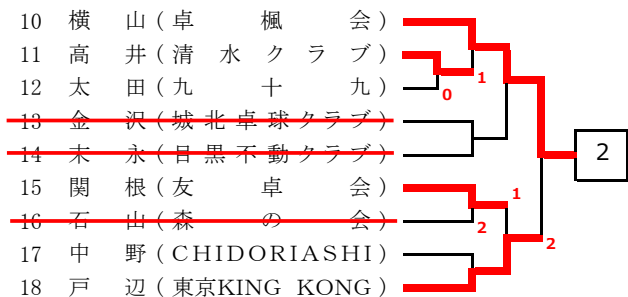 10 横 山(卓 楓 会)
11 高 井(清 水 ク ラ ブ)
12 太 田(九 十 九)
13 金 沢(城 北 卓 球 ク ラ ブ)
14 末 永(目 黒 不 動 ク ラ ブ)
15 関 根(友 卓 会)
16 石 山(森 の 会)
17 中 野(CHIDORIASHI)
18 戸 辺(東京KING KONG)
1
0
2
1
2
2